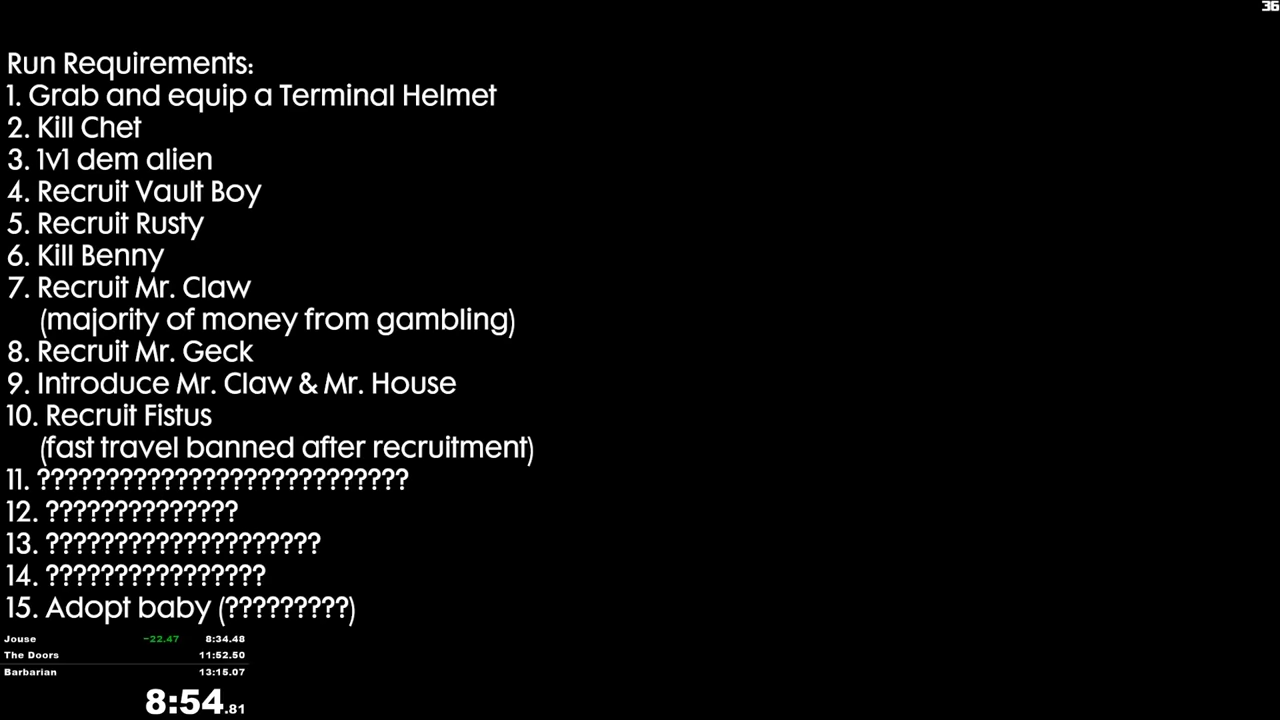 36
Run Requirements:
1. Grab and equip a Terminal Helmet
2. Kill Chet
3. 1v1 dem alien
4. Recruit Vault Boy
5. Recruit Rusty
6. Kill Benny
7. Recruit Mr. Claw
(majority of money from gambling)
8. Recruit Mr. Geck
9. Introduce Mr. Claw & Mr. House
10. Recruit Fistus
(fast travel banned after recruitment)
11. ???????????????????????????
12. ??????????????
13. ????????????????????
14. ????????????????
15. Adopt baby (?????????)
Jouse -22.47 8:34.48
The Doors 11:52.50
Barbarian 13:15.07
8:54.81